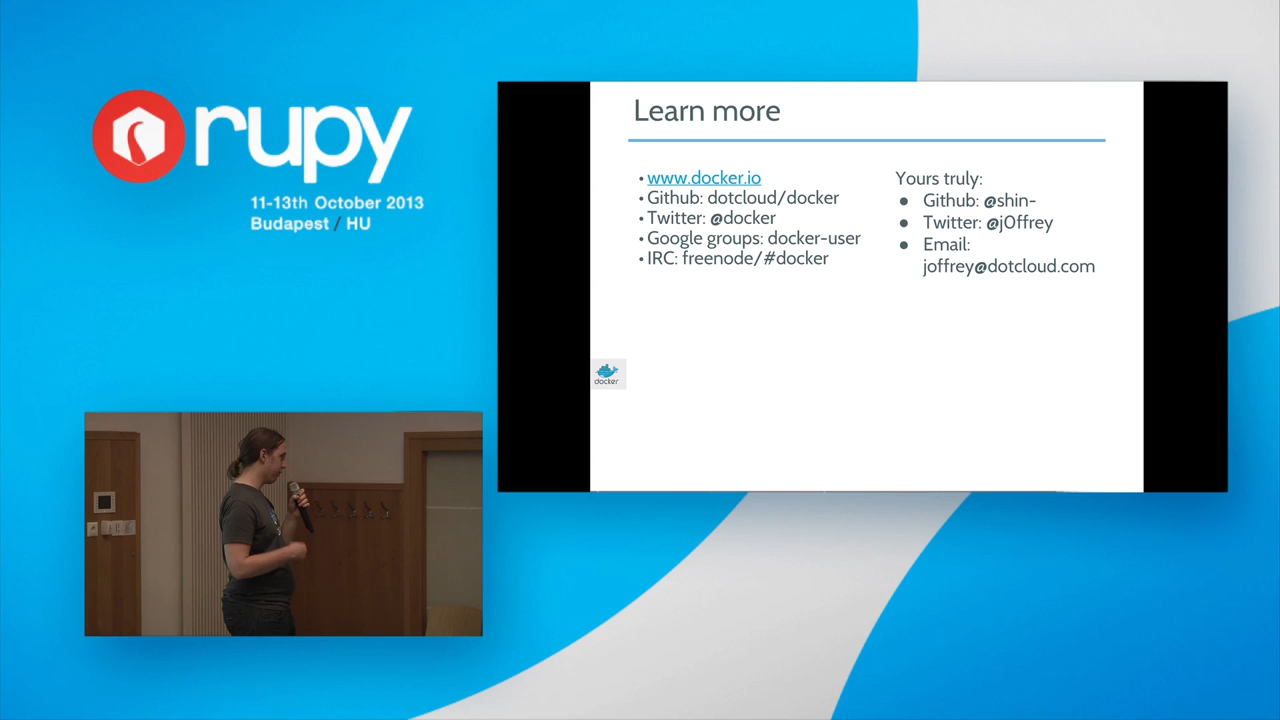 rupy
11-13th October 2013
Budapest / HU
Learn more
• www.docker.io
• Github: dotcloud/docker
• Twitter: @docker
• Google groups: docker-user
• IRC: freenode/#docker
Yours truly:
● Github: @shin-
● Twitter: @j0ffrey
● Email:
joffrey@dotcloud.com
docker